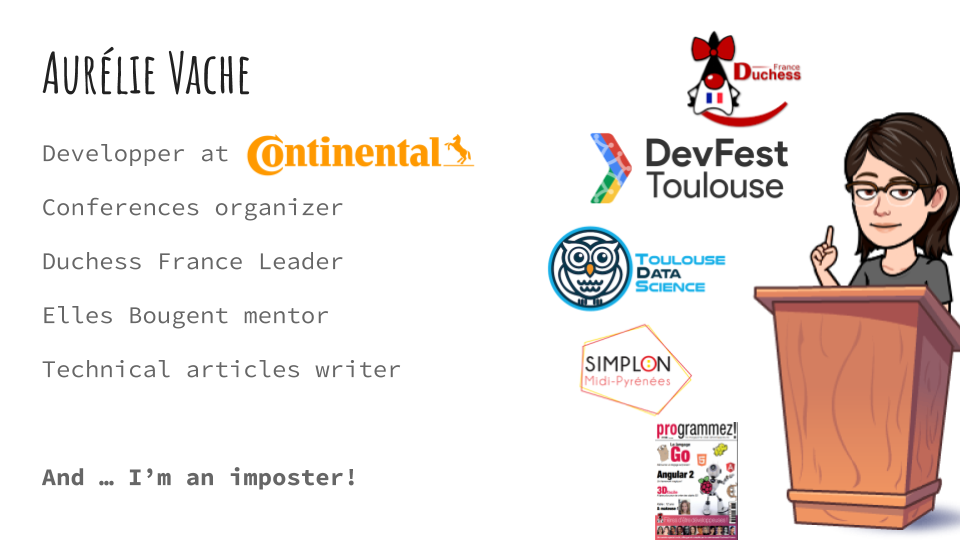 Aurélie Vache
Developper at Continental
Conferences organizer
Duchess France Leader
Elles Bougent mentor
Technical articles writer
And … I’m an imposter!
France
Duchess
DevFest
Toulouse
Toulouse
Data
Science
SIMPLON
Midi-Pyrénées
programmez!
Le langage
Go
Angular 2
3D